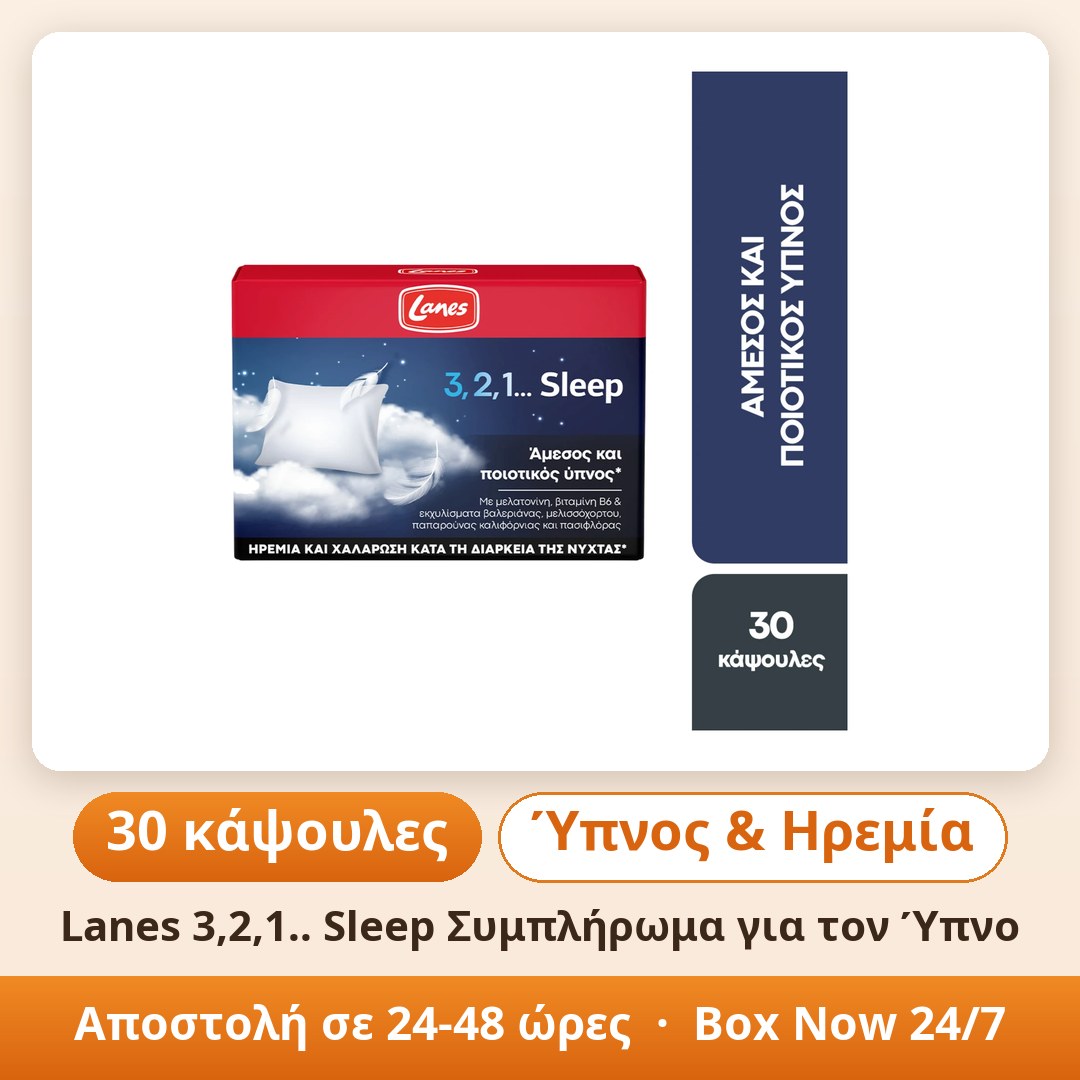 Lanes
3,2,1... Sleep
Άμεσος και
ποιοτικός ύπνος*
Με μελατονίνη, βιταμίνη Β6 &
εκχυλίσματα βαλεριάνας, μελισσόχορτου,
παπαρούνας καλιφόρνιας και πασιφλόρας
ΗΡΕΜΙΑ ΚΑΙ ΧΑΛΑΡΩΣΗ ΚΑΤΑ ΤΗ ΔΙΑΡΚΕΙΑ ΤΗΣ ΝΥΧΤΑΣ*
ΑΜΕΣΟΣ ΚΑΙ
ΠΟΙΟΤΙΚΟΣ ΥΠΝΟΣ
30
κάψουλες
30 κάψουλες
Ύπνος & Ηρεμία
Lanes 3,2,1.. Sleep Συμπλήρωμα για τον Ύπνο
Αποστολή σε 24-48 ώρες · Box Now 24/7